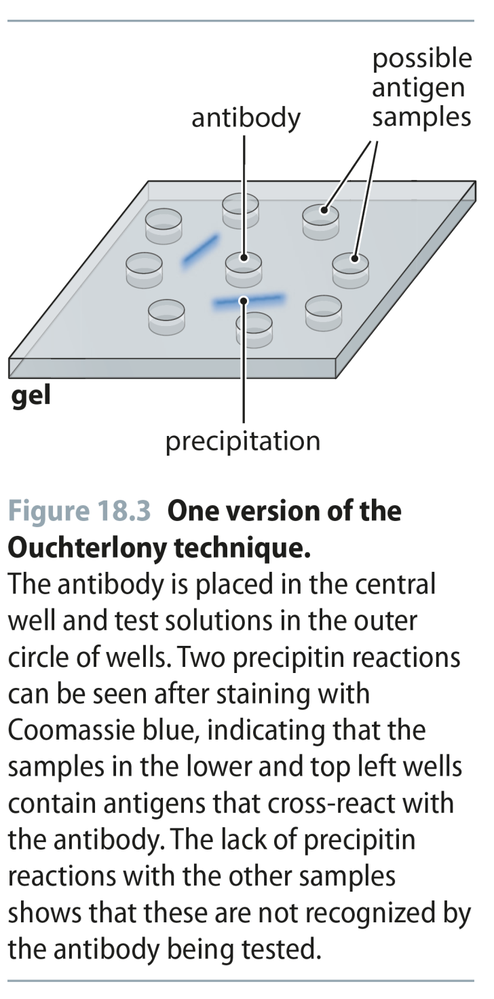 possible
antigen
samples
antibody
gel
precipitation
Figure 18.3 One version of the
Ouchterlony technique.
The antibody is placed in the central
well and test solutions in the outer
circle of wells. Two precipitin reactions
can be seen after staining with
Coomassie blue, indicating that the
samples in the lower and top left wells
contain antigens that cross-react with
the antibody. The lack of precipitin
reactions with the other samples
shows that these are not recognized by
the antibody being tested.